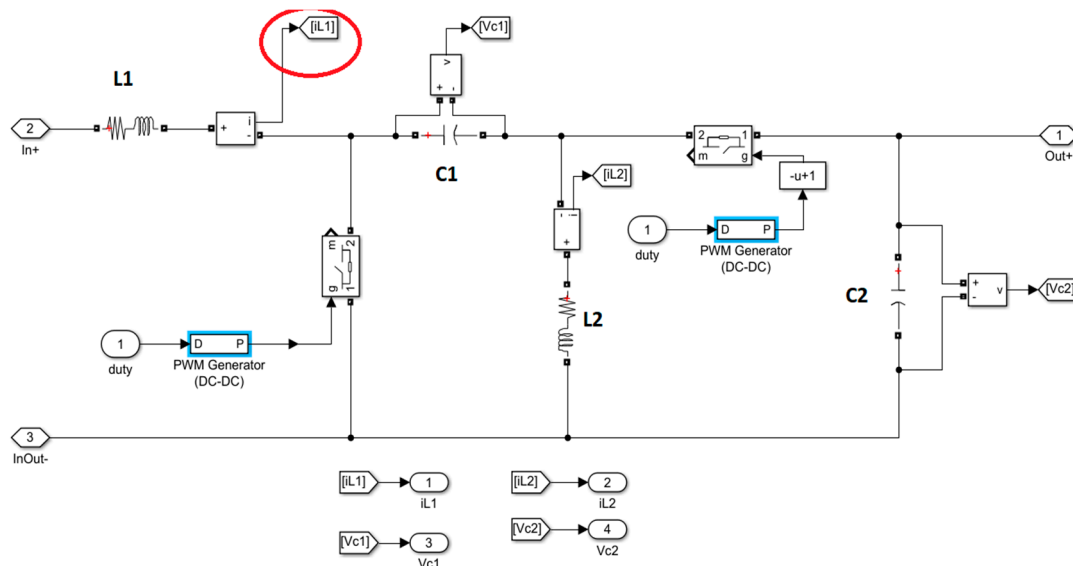 [iL1]
[Vc1]
L1
v
+ -
2
In+
+
-
i
C1
2
1
m
g
1
Out+
[iL2]
-u+1
-
i
+
1
duty
D
P
PWM Generator
(DC-DC)
m
2
g
1
L2
C2
+
-
v
[Vc2]
1
duty
D
P
PWM Generator
(DC-DC)
3
InOut-
[iL1]
1
iL1
[iL2]
2
iL2
[Vc1]
3
Vc1
[Vc2]
4
Vc2